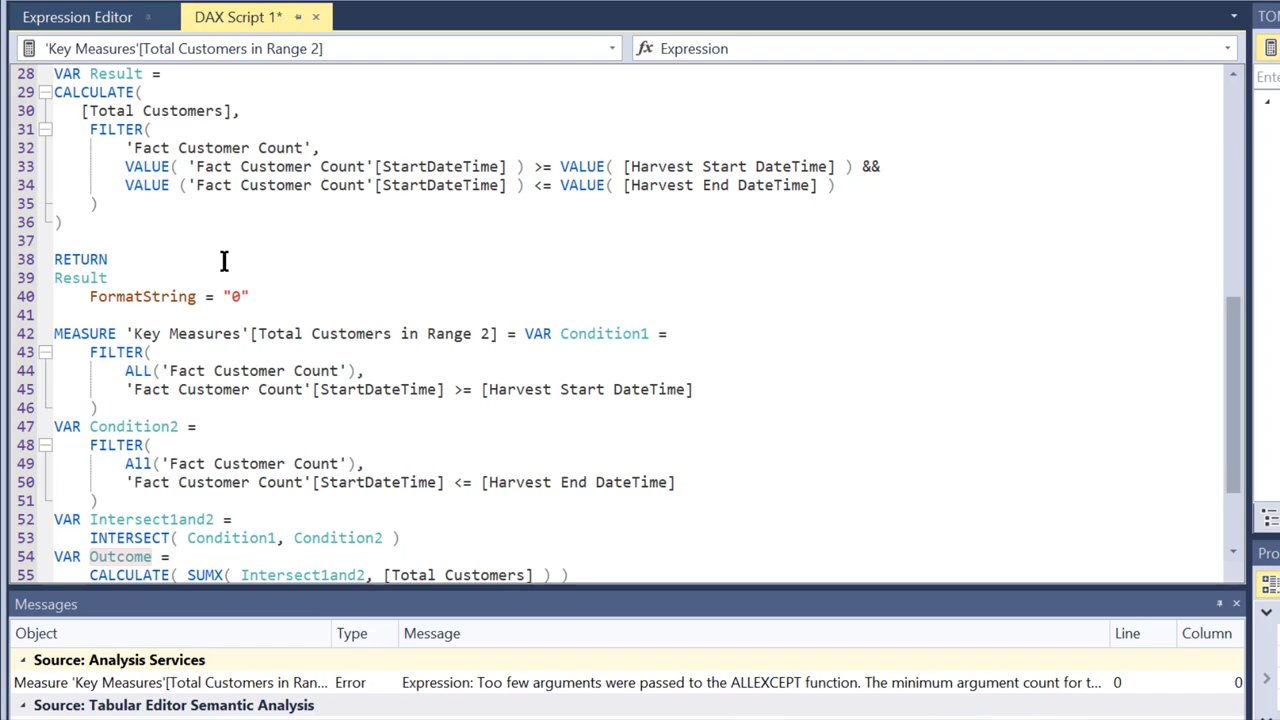 Expression Editor
DAX Script 1*
TO
'Key Measures'[Total Customers in Range 2]
fx Expression
Ente
28 VAR Result =
29 CALCULATE(
30 [Total Customers],
31 FILTER(
32 'Fact Customer Count',
33 VALUE( 'Fact Customer Count'[StartDateTime] ) >= VALUE( [Harvest Start DateTime] ) &&
34 VALUE ('Fact Customer Count'[StartDateTime] ) <= VALUE( [Harvest End DateTime] )
35 )
36 )
37
38 RETURN
39 Result
40 FormatString = "0"
41
42 MEASURE 'Key Measures'[Total Customers in Range 2] = VAR Condition1 =
43 FILTER(
44 ALL('Fact Customer Count'),
45 'Fact Customer Count'[StartDateTime] >= [Harvest Start DateTime]
46 )
47 VAR Condition2 =
48 FILTER(
49 All('Fact Customer Count'),
50 'Fact Customer Count'[StartDateTime] <= [Harvest End DateTime]
51 )
52 VAR Intersect1and2 =
53 INTERSECT( Condition1, Condition2 )
54 VAR Outcome =
55 CALCULATE( SUMX( Intersect1and2, [Total Customers] ) )
Pro
Messages
Object Type Message Line Column
Source: Analysis Services
Measure 'Key Measures'[Total Customers in Ran... Error Expression: Too few arguments were passed to the ALLEXCEPT function. The minimum argument count for t... 0 0
Source: Tabular Editor Semantic Analysis